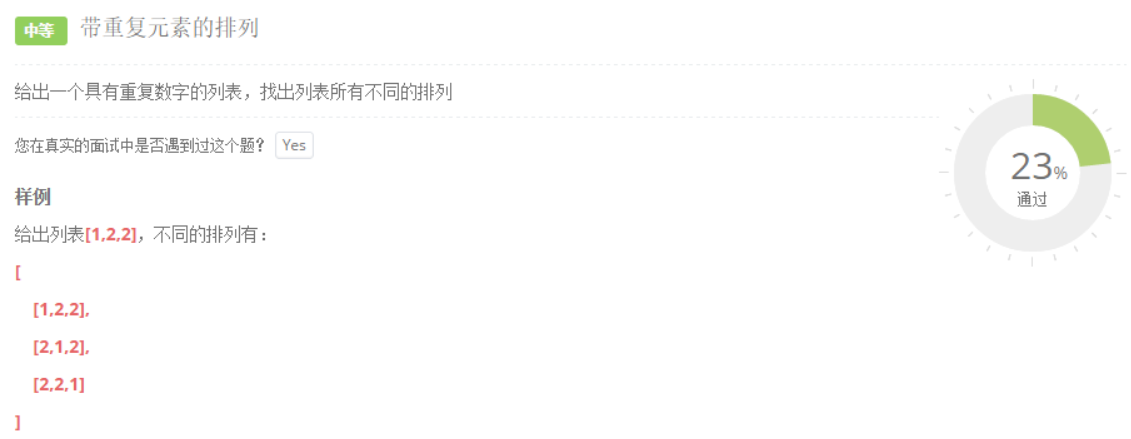 中等 带重复元素的排列
给出一个具有重复数字的列表，找出列表所有不同的排列
您在真实的面试中是否遇到过这个题？ Yes
23%
通过
样例
给出列表[1,2,2]，不同的排列有：
[
[1,2,2],
[2,1,2],
[2,2,1]
]